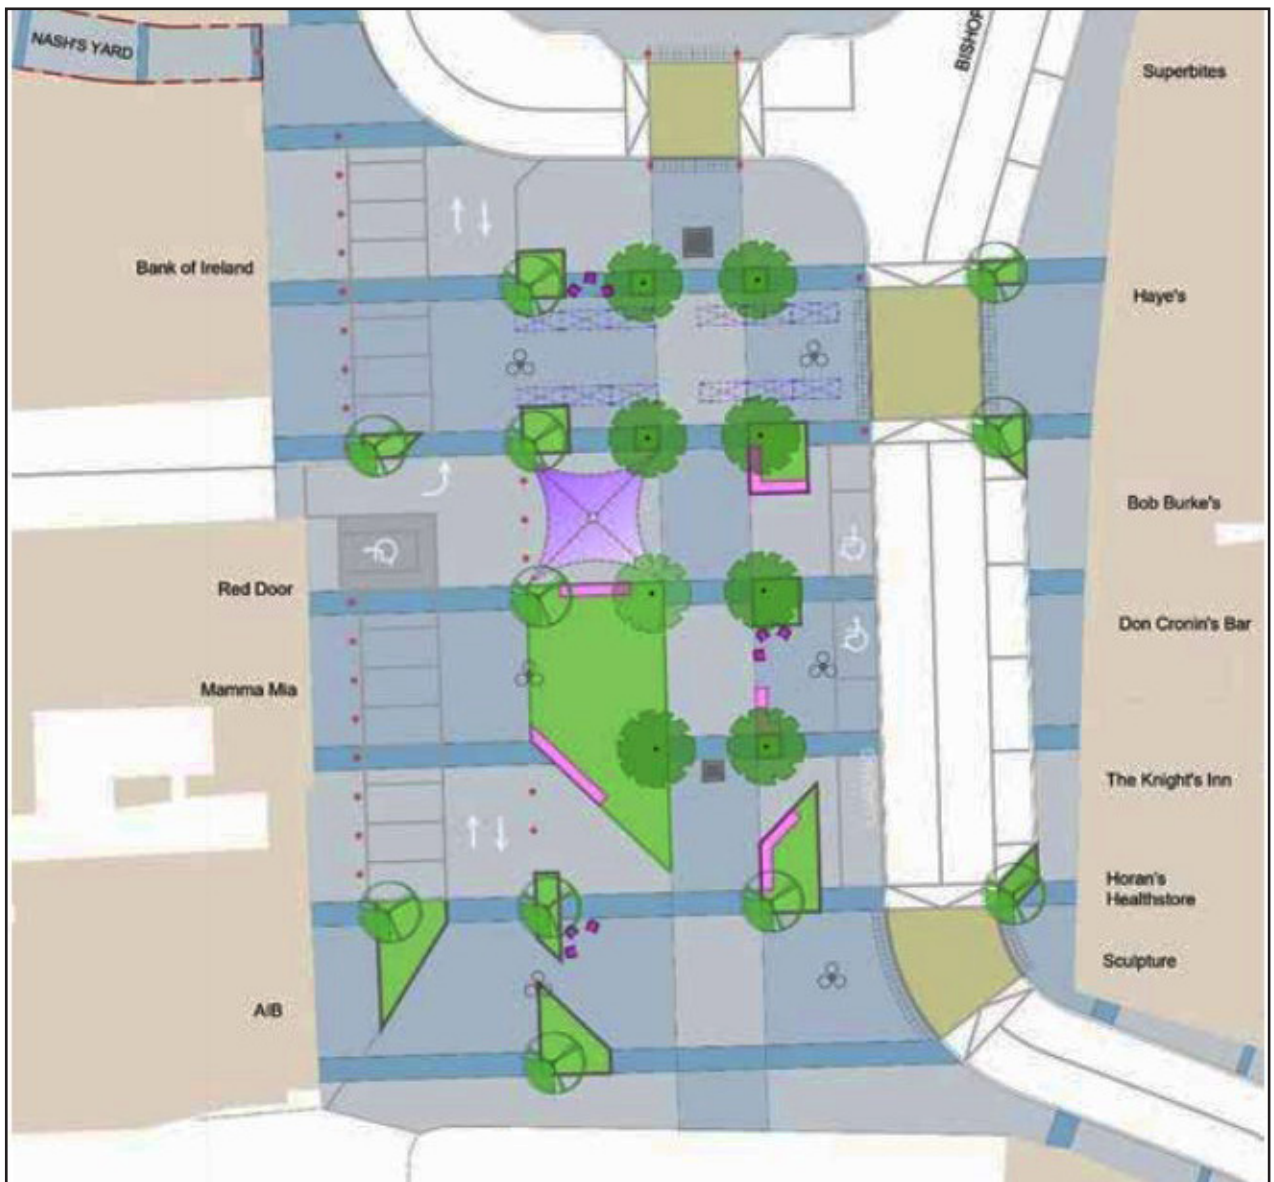 NASH'S YARD
BISHOP
Superbites
Bank of Ireland
Haye's
Bob Burke's
Red Door
Don Cronin's Bar
Mamma Mia
The Knight's Inn
Horan's
Healthstore
Sculpture
AIB